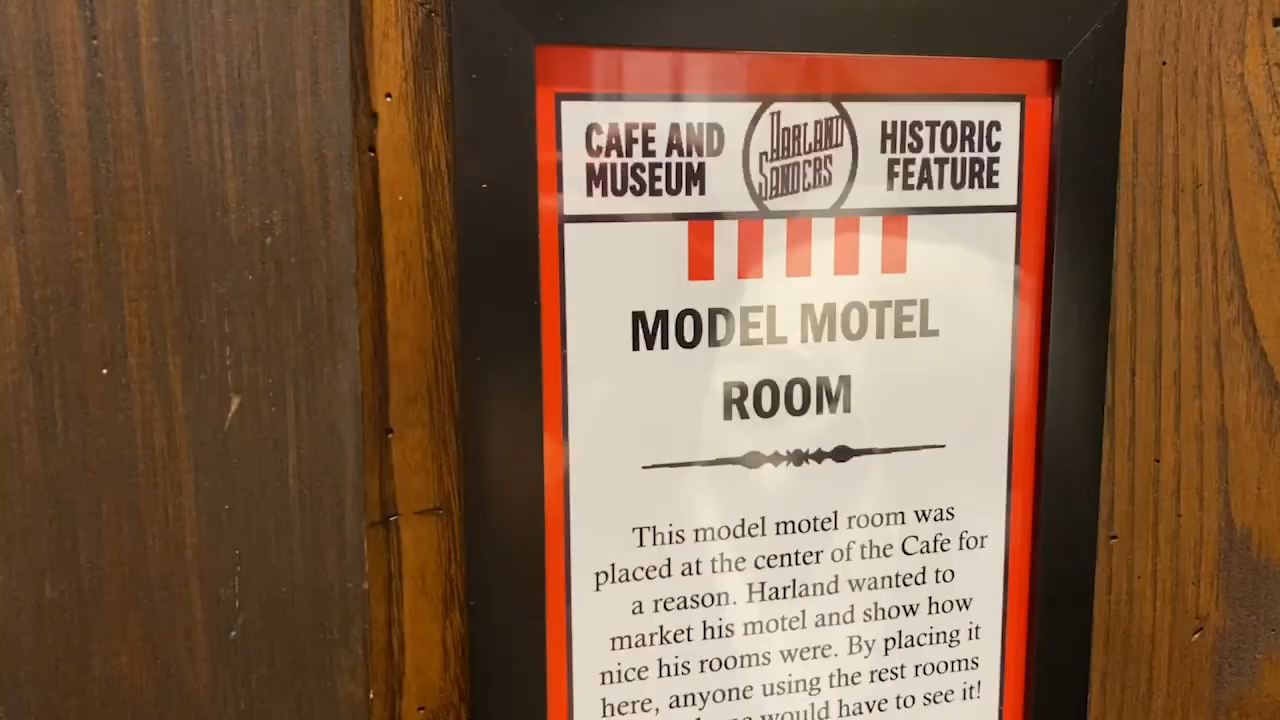 CAFE AND
MUSEUM
HARLAND
SANDERS
HISTORIC
FEATURE
MODEL MOTEL
ROOM
This model motel room was
placed at the center of the Cafe for
a reason. Harland wanted to
market his motel and show how
nice his rooms were. By placing it
here, anyone using the rest rooms
would have to see it!